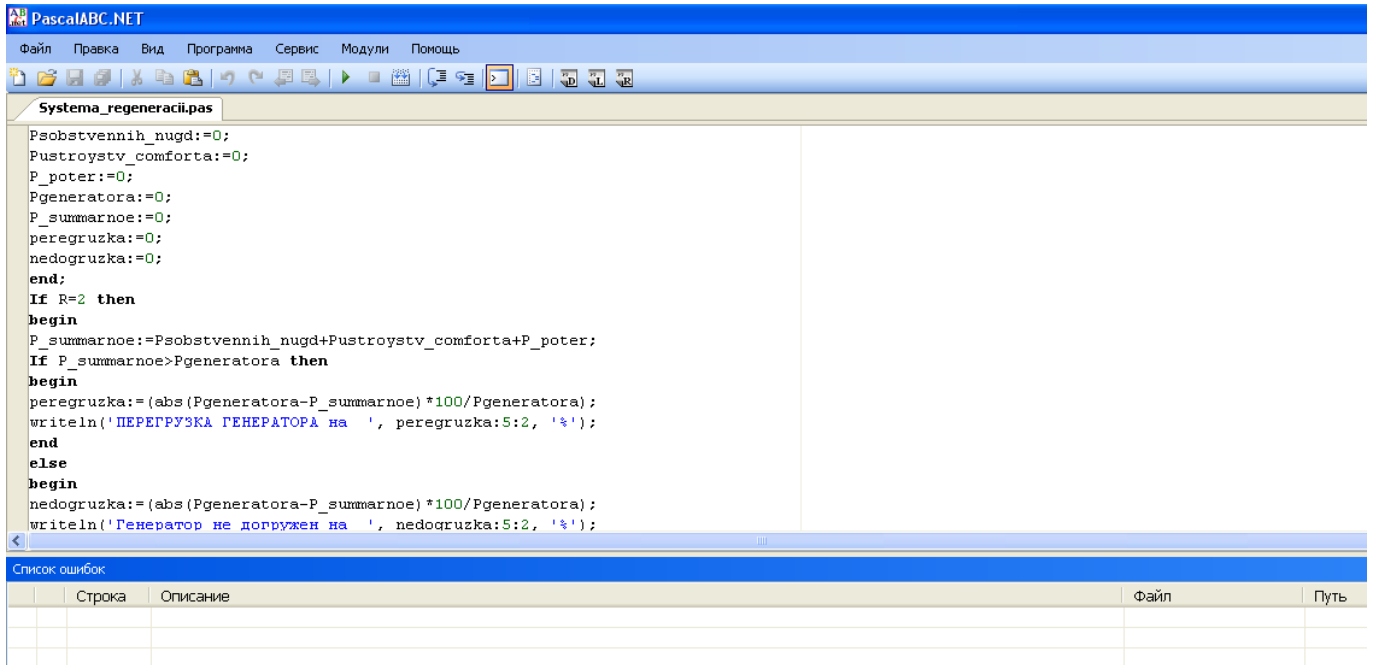 PascalABC.NET
Файл Правка Вид Программа Сервис Модули Помощь
Systema_regeneracii.pas
Psobstvennih_nugd:=0;
Pustroystv_comforta:=0;
P_poter:=0;
Pgeneratora:=0;
P_summarnoe:=0;
peregruzka:=0;
nedogruzka:=0;
end;
If R=2 then
begin
P_summarnoe:=Psobstvennih_nugd+Pustroystv_comforta+P_poter;
If P_summarnoe>Pgeneratora then
begin
peregruzka:=(abs(Pgeneratora-P_summarnoe)*100/Pgeneratora);
writeln('ПЕРЕГРУЗКА ГЕНЕРАТОРА на  ', peregruzka:5:2, '%');
end
else
begin
nedogruzka:=(abs(Pgeneratora-P_summarnoe)*100/Pgeneratora);
writeln('Генератор не догружен на  ', nedogruzka:5:2, '%');
Список ошибок
Строка Описание Файл Путь